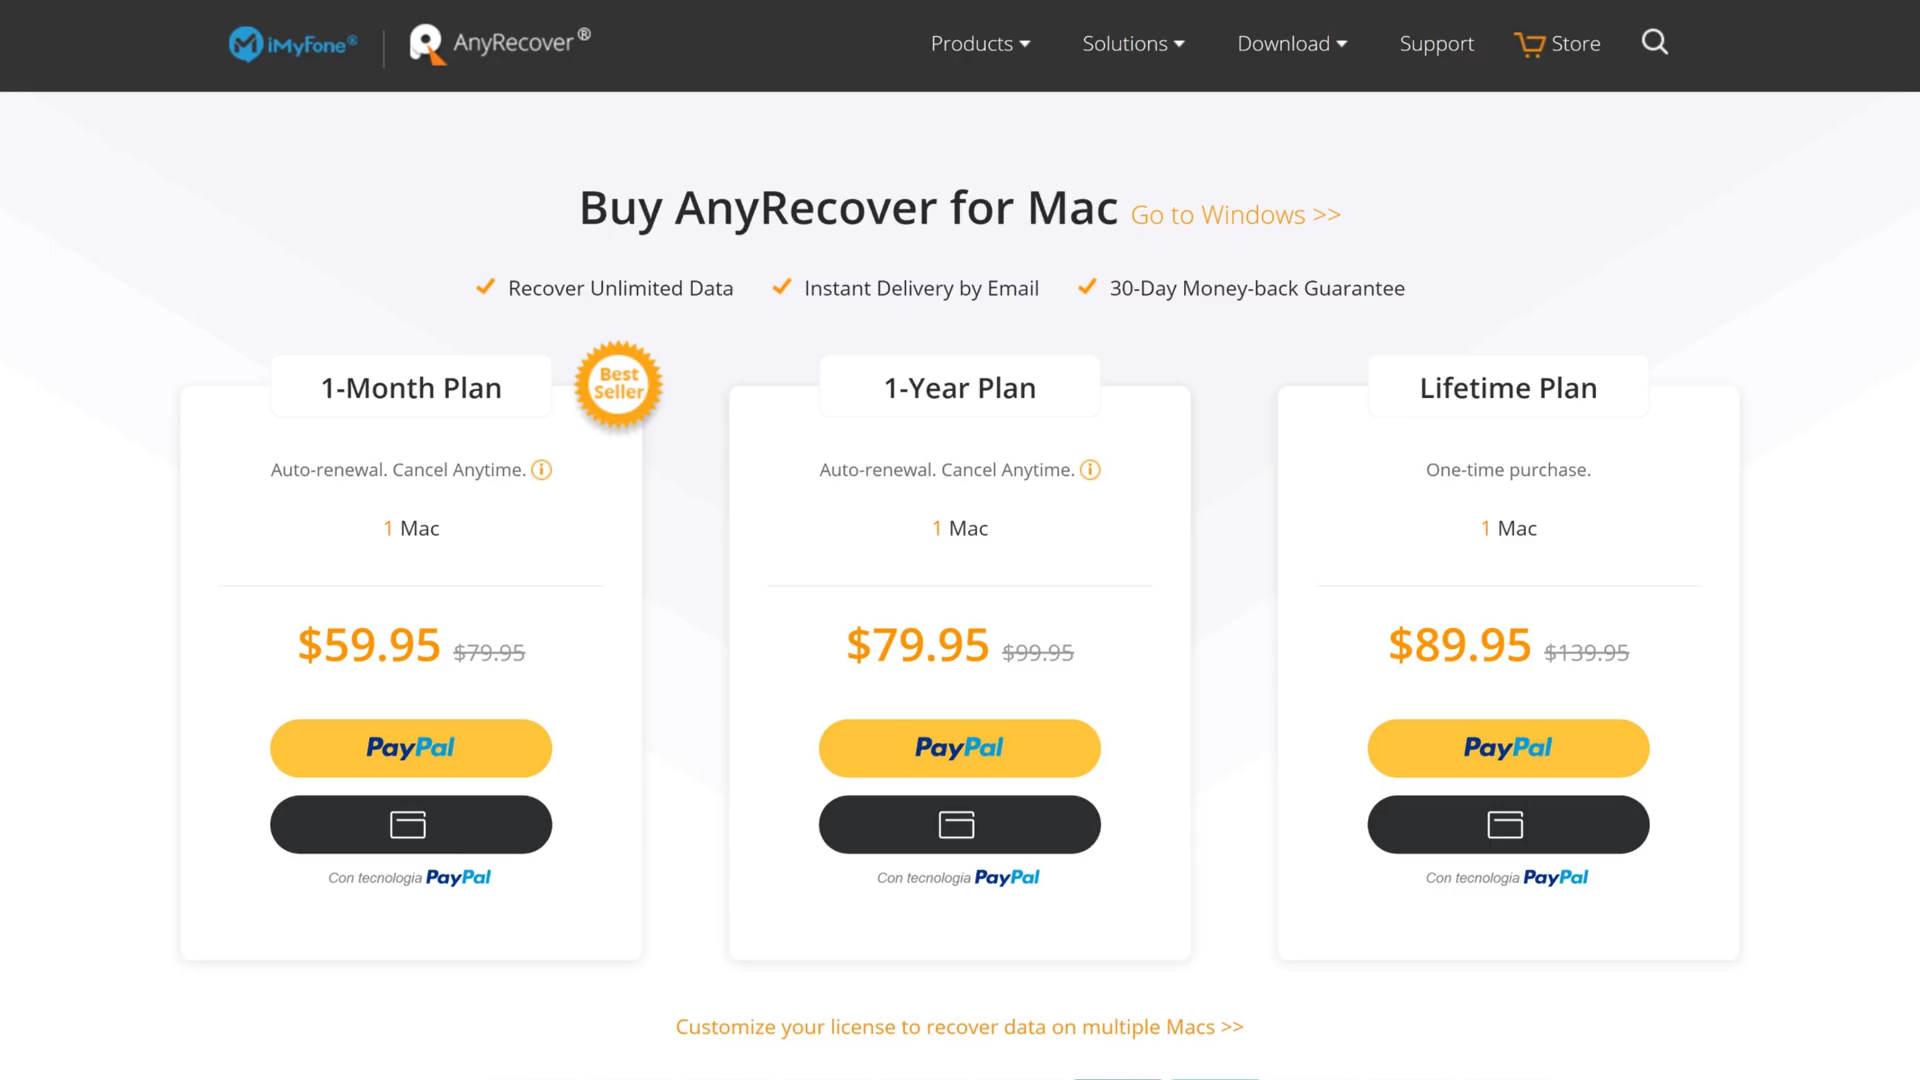 iMyFone® AnyRecover® Products Solutions Download Support Store
Buy AnyRecover for Mac Go to Windows >>
Recover Unlimited Data Instant Delivery by Email 30-Day Money-back Guarantee
1-Month Plan
Best
Seller
Auto-renewal. Cancel Anytime.
1 Mac
$59.95 $79.95
PayPal
Con tecnologia PayPal
1-Year Plan
Auto-renewal. Cancel Anytime.
1 Mac
$79.95 $99.95
PayPal
Con tecnologia PayPal
Lifetime Plan
One-time purchase.
1 Mac
$89.95 $139.95
PayPal
Con tecnologia PayPal
Customize your license to recover data on multiple Macs >>